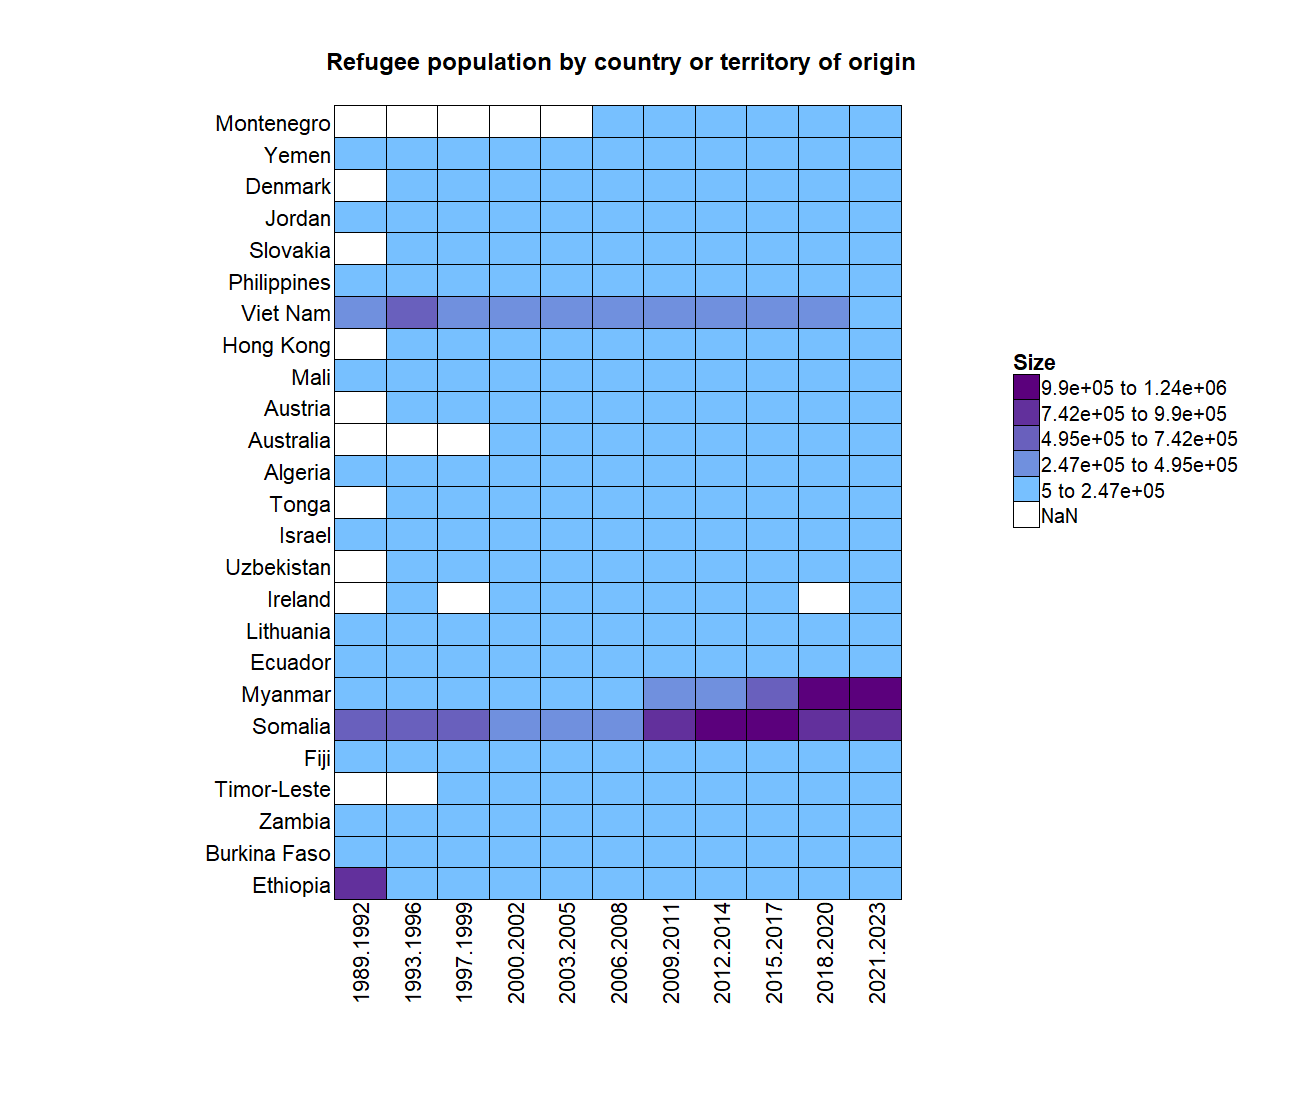 Refugee population by country or territory of origin
Montenegro
Yemen
Denmark
Jordan
Slovakia
Philippines
Viet Nam
Hong Kong
Mali
Austria
Australia
Algeria
Tonga
Israel
Uzbekistan
Ireland
Lithuania
Ecuador
Myanmar
Somalia
Fiji
Timor-Leste
Zambia
Burkina Faso
Ethiopia
1989.1992
1993.1996
1997.1999
2000.2002
2003.2005
2006.2008
2009.2011
2012.2014
2015.2017
2018.2020
2021.2023
Size
9.9e+05 to 1.24e+06
7.42e+05 to 9.9e+05
4.95e+05 to 7.42e+05
2.47e+05 to 4.95e+05
5 to 2.47e+05
NaN